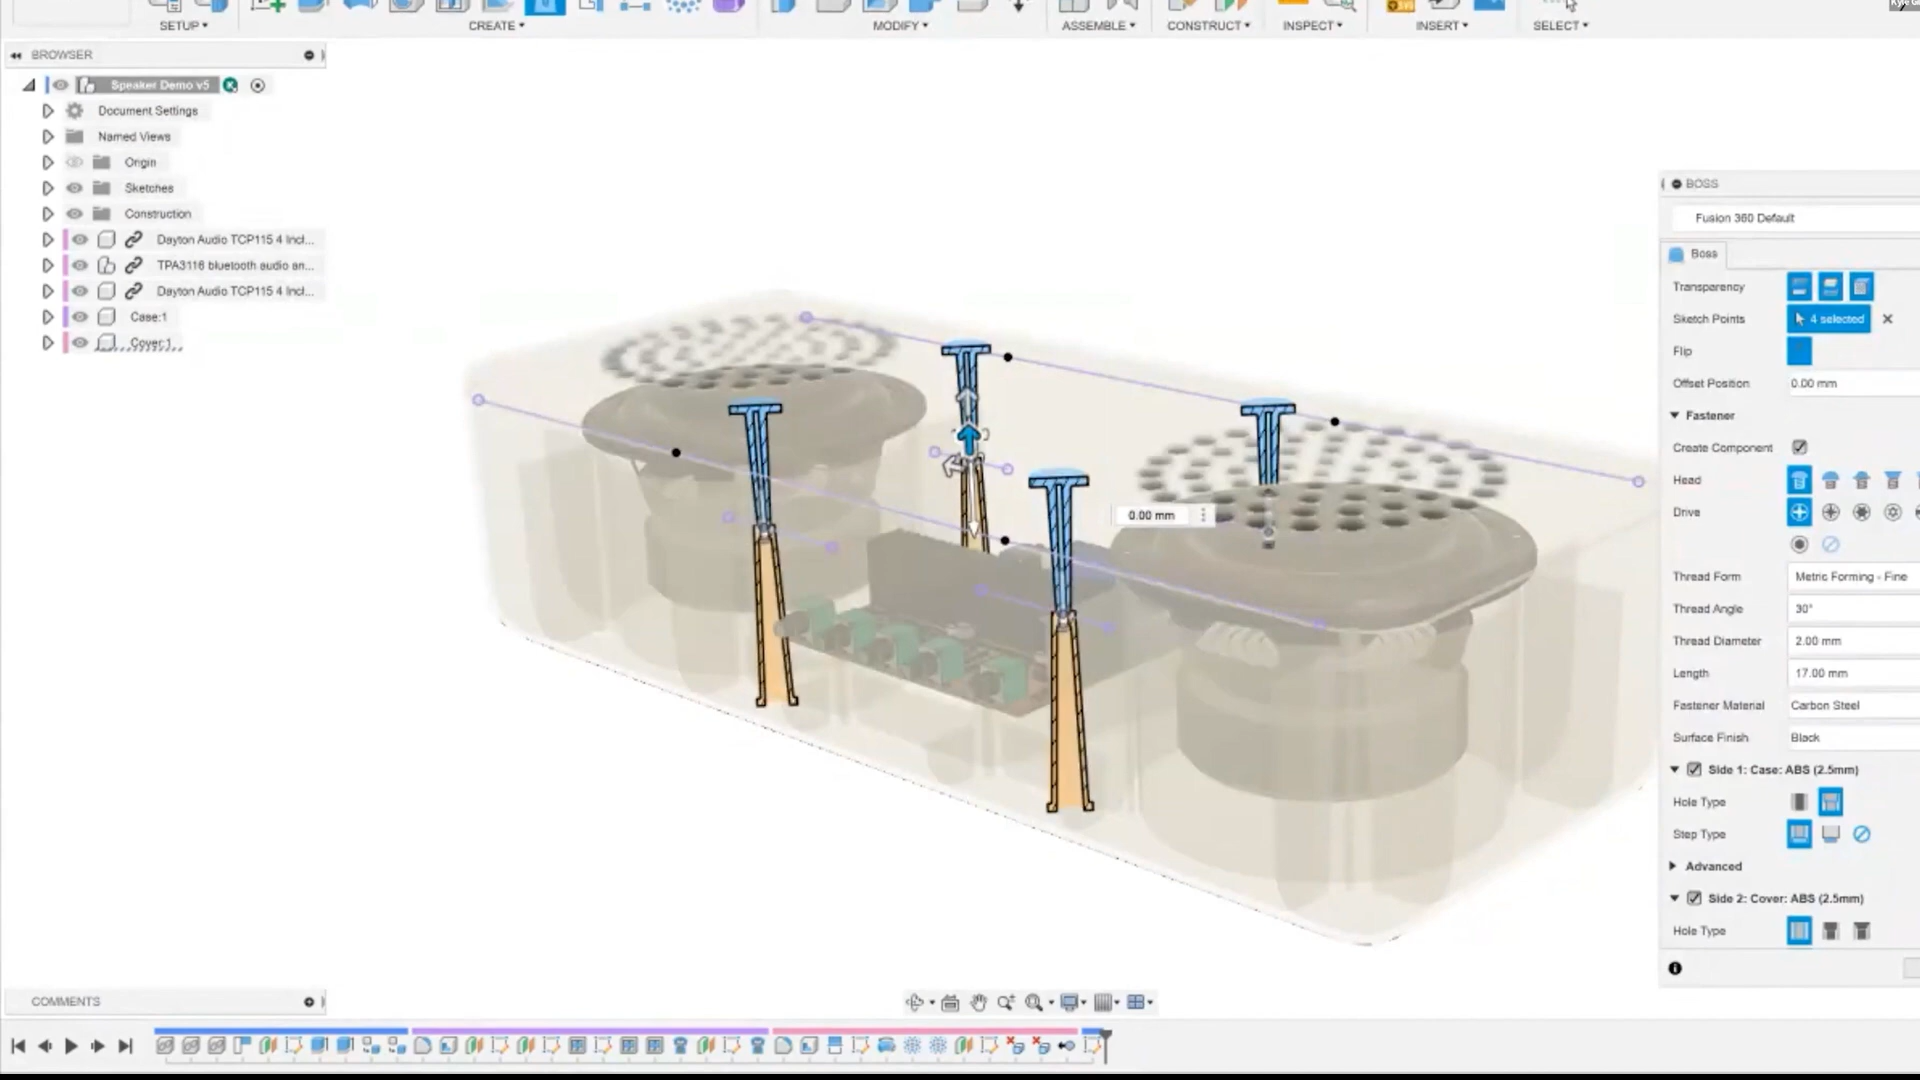 SETUP
CREATE
MODIFY
ASSEMBLE
CONSTRUCT
INSPECT
INSERT
SELECT
BROWSER
Speaker Demo v5
Document Settings
Named Views
Origin
Sketches
Construction
Dayton Audio TCP115 4 Incl...
TPA3116 bluetooth audio an...
Dayton Audio TCP115 4 Incl...
Case:1
Cover:1
0.00 mm
BOSS
Fusion 360 Default
Boss
Transparency
Sketch Points 4 selected
Flip
Offset Position 0.00 mm
Fastener
Create Component
Head
Drive
Thread Form Metric Forming - Fine
Thread Angle 30°
Thread Diameter 2.00 mm
Length 17.00 mm
Fastener Material Carbon Steel
Surface Finish Black
Side 1: Case: ABS (2.5mm)
Hole Type
Step Type
Advanced
Side 2: Cover: ABS (2.5mm)
Hole Type
COMMENTS